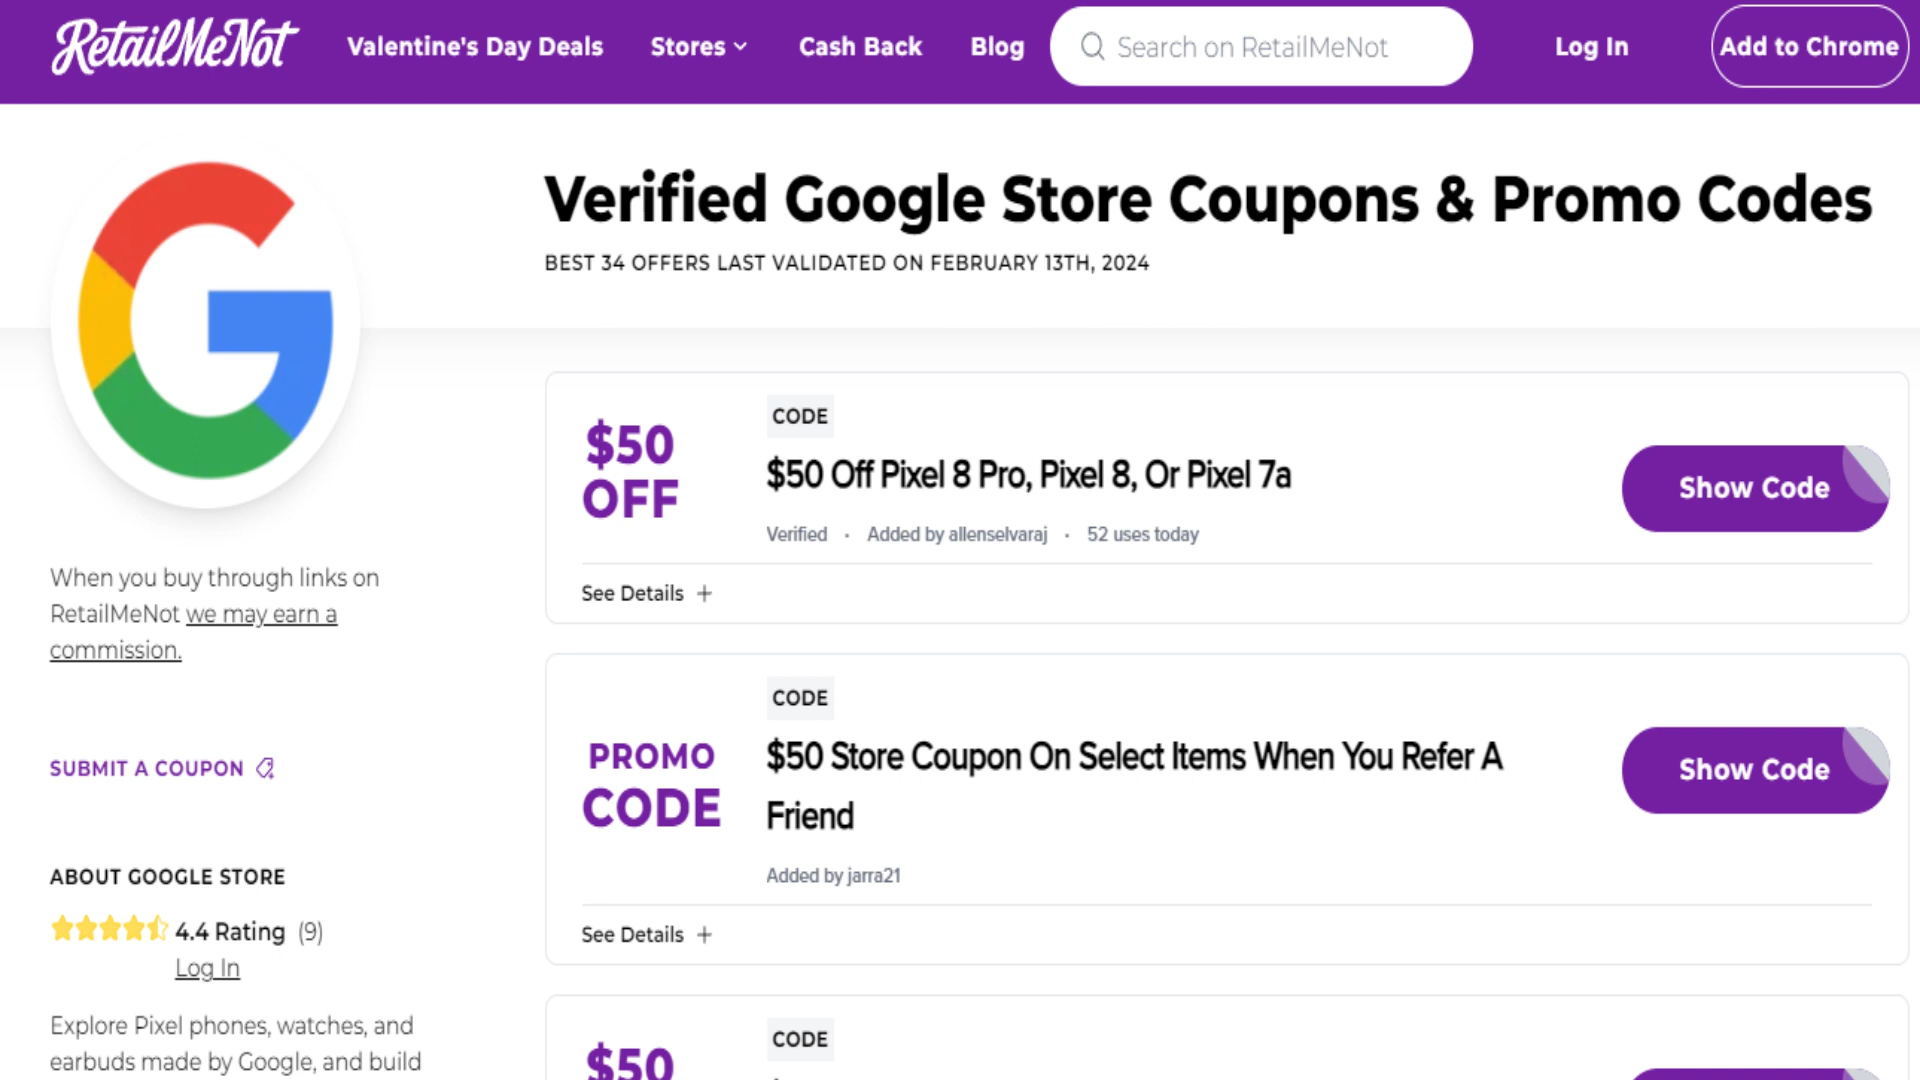 RetailMeNot
Valentine's Day Deals
Stores
Cash Back
Blog
Search on RetailMeNot
Log In
Add to Chrome
Verified Google Store Coupons & Promo Codes
BEST 34 OFFERS LAST VALIDATED ON FEBRUARY 13TH, 2024
When you buy through links on
RetailMeNot we may earn a
commission.
SUBMIT A COUPON
ABOUT GOOGLE STORE
4.4 Rating (9)
Log In
Explore Pixel phones, watches, and
earbuds made by Google, and build
$50
OFF
CODE
$50 Off Pixel 8 Pro, Pixel 8, Or Pixel 7a
Verified · Added by allenselvaraj · 52 uses today
Show Code
See Details +
PROMO
CODE
CODE
$50 Store Coupon On Select Items When You Refer A
Friend
Added by jarra21
Show Code
See Details +
$50
CODE